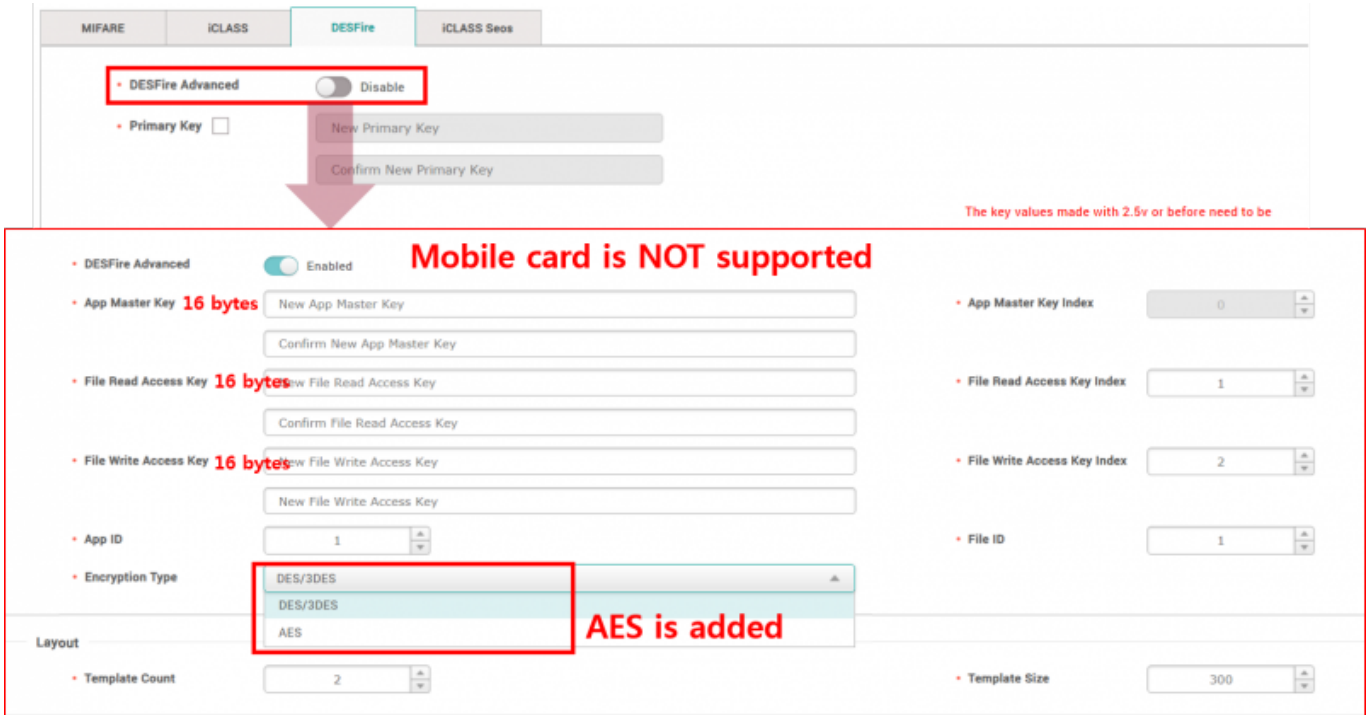 MIFARE iCLASS DESFire iCLASS Seos
• DESFire Advanced Disable
• Primary Key New Primary Key
Confirm New Primary Key
The key values made with 2.5v or before need to be
• DESFire Advanced Enabled Mobile card is NOT supported
• App Master Key 16 bytes New App Master Key • App Master Key Index 0
Confirm New App Master Key
• File Read Access Key 16 bytes New File Read Access Key • File Read Access Key Index 1
Confirm File Read Access Key
• File Write Access Key 16 bytes New File Write Access Key • File Write Access Key Index 2
New File Write Access Key
• App ID 1 • File ID 1
• Encryption Type DES/3DES
DES/3DES
AES AES is added
Layout
• Template Count 2 • Template Size 300